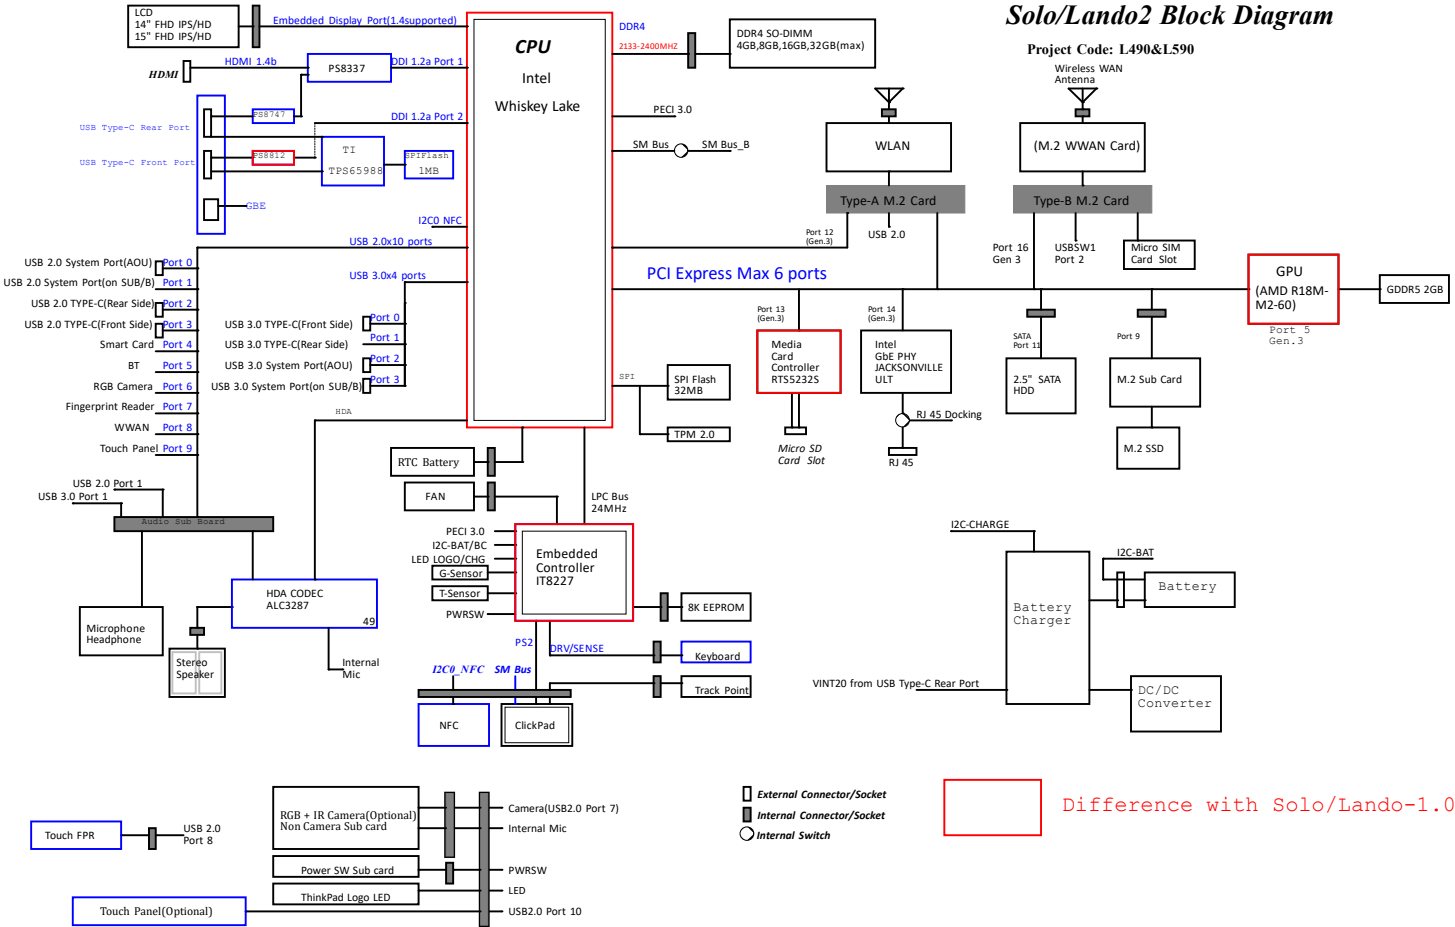 Solo/Lando2 Block Diagram
Project Code: L490&L590
LCD
14" FHD IPS/HD
15" FHD IPS/HD
Embedded Display Port(1.4supported)
HDMI
HDMI 1.4b
PS8337
DDI 1.2a Port 1
PS8747
USB Type-C Rear Port
DDI 1.2a Port 2
USB Type-C Front Port
PS8812
TI
TPS65988
SPIFlash
1MB
GBE
I2C0 NFC
USB 2.0x10 ports
USB 3.0x4 ports
CPU
Intel
Whiskey Lake
DDR4
2133-2400MHZ
DDR4 SO-DIMM
4GB,8GB,16GB,32GB(max)
PECI 3.0
SM Bus
SM Bus_B
WLAN
Type-A M.2 Card
Port 12
(Gen.3)
USB 2.0
Wireless WAN
Antenna
(M.2 WWAN Card)
Type-B M.2 Card
Port 16
Gen 3
USBSW1
Port 2
Micro SIM
Card Slot
PCI Express Max 6 ports
GPU
(AMD R18M-
M2-60)
Port 5
Gen.3
GDDR5 2GB
USB 2.0 System Port(AOU)
Port 0
USB 2.0 System Port(on SUB/B)
Port 1
USB 2.0 TYPE-C(Rear Side)
Port 2
USB 2.0 TYPE-C(Front Side)
Port 3
Smart Card
Port 4
BT
Port 5
RGB Camera
Port 6
Fingerprint Reader
Port 7
WWAN
Port 8
Touch Panel
Port 9
USB 3.0 TYPE-C(Front Side)
Port 0
USB 3.0 TYPE-C(Rear Side)
Port 1
USB 3.0 System Port(AOU)
Port 2
USB 3.0 System Port(on SUB/B)
Port 3
HDA
Port 13
(Gen.3)
Media
Card
Controller
RTS5232S
Micro SD
Card Slot
Port 14
(Gen.3)
Intel
GbE PHY
JACKSONVILLE
ULT
RJ 45 Docking
RJ 45
SATA
Port 11
2.5" SATA
HDD
Port 9
M.2 Sub Card
M.2 SSD
SPI
SPI Flash
32MB
TPM 2.0
RTC Battery
FAN
LPC Bus
24MHz
USB 2.0 Port 1
USB 3.0 Port 1
Audio Sub Board
Microphone
Headphone
HDA CODEC
ALC3287
49
Stereo
Speaker
Internal
Mic
PECI 3.0
I2C-BAT/BC
LED LOGO/CHG
G-Sensor
T-Sensor
PWRSW
Embedded
Controller
IT8227
8K EEPROM
PS2
DRV/SENSE
Keyboard
I2C0_NFC
SM Bus
Track Point
NFC
ClickPad
I2C-CHARGE
Battery
Charger
I2C-BAT
Battery
VINT20 from USB Type-C Rear Port
DC/DC
Converter
Touch FPR
USB 2.0
Port 8
RGB + IR Camera(Optional)
Non Camera Sub card
Camera(USB2.0 Port 7)
Internal Mic
Power SW Sub card
PWRSW
ThinkPad Logo LED
LED
Touch Panel(Optional)
USB2.0 Port 10
External Connector/Socket
Internal Connector/Socket
Internal Switch
Difference with Solo/Lando-1.0